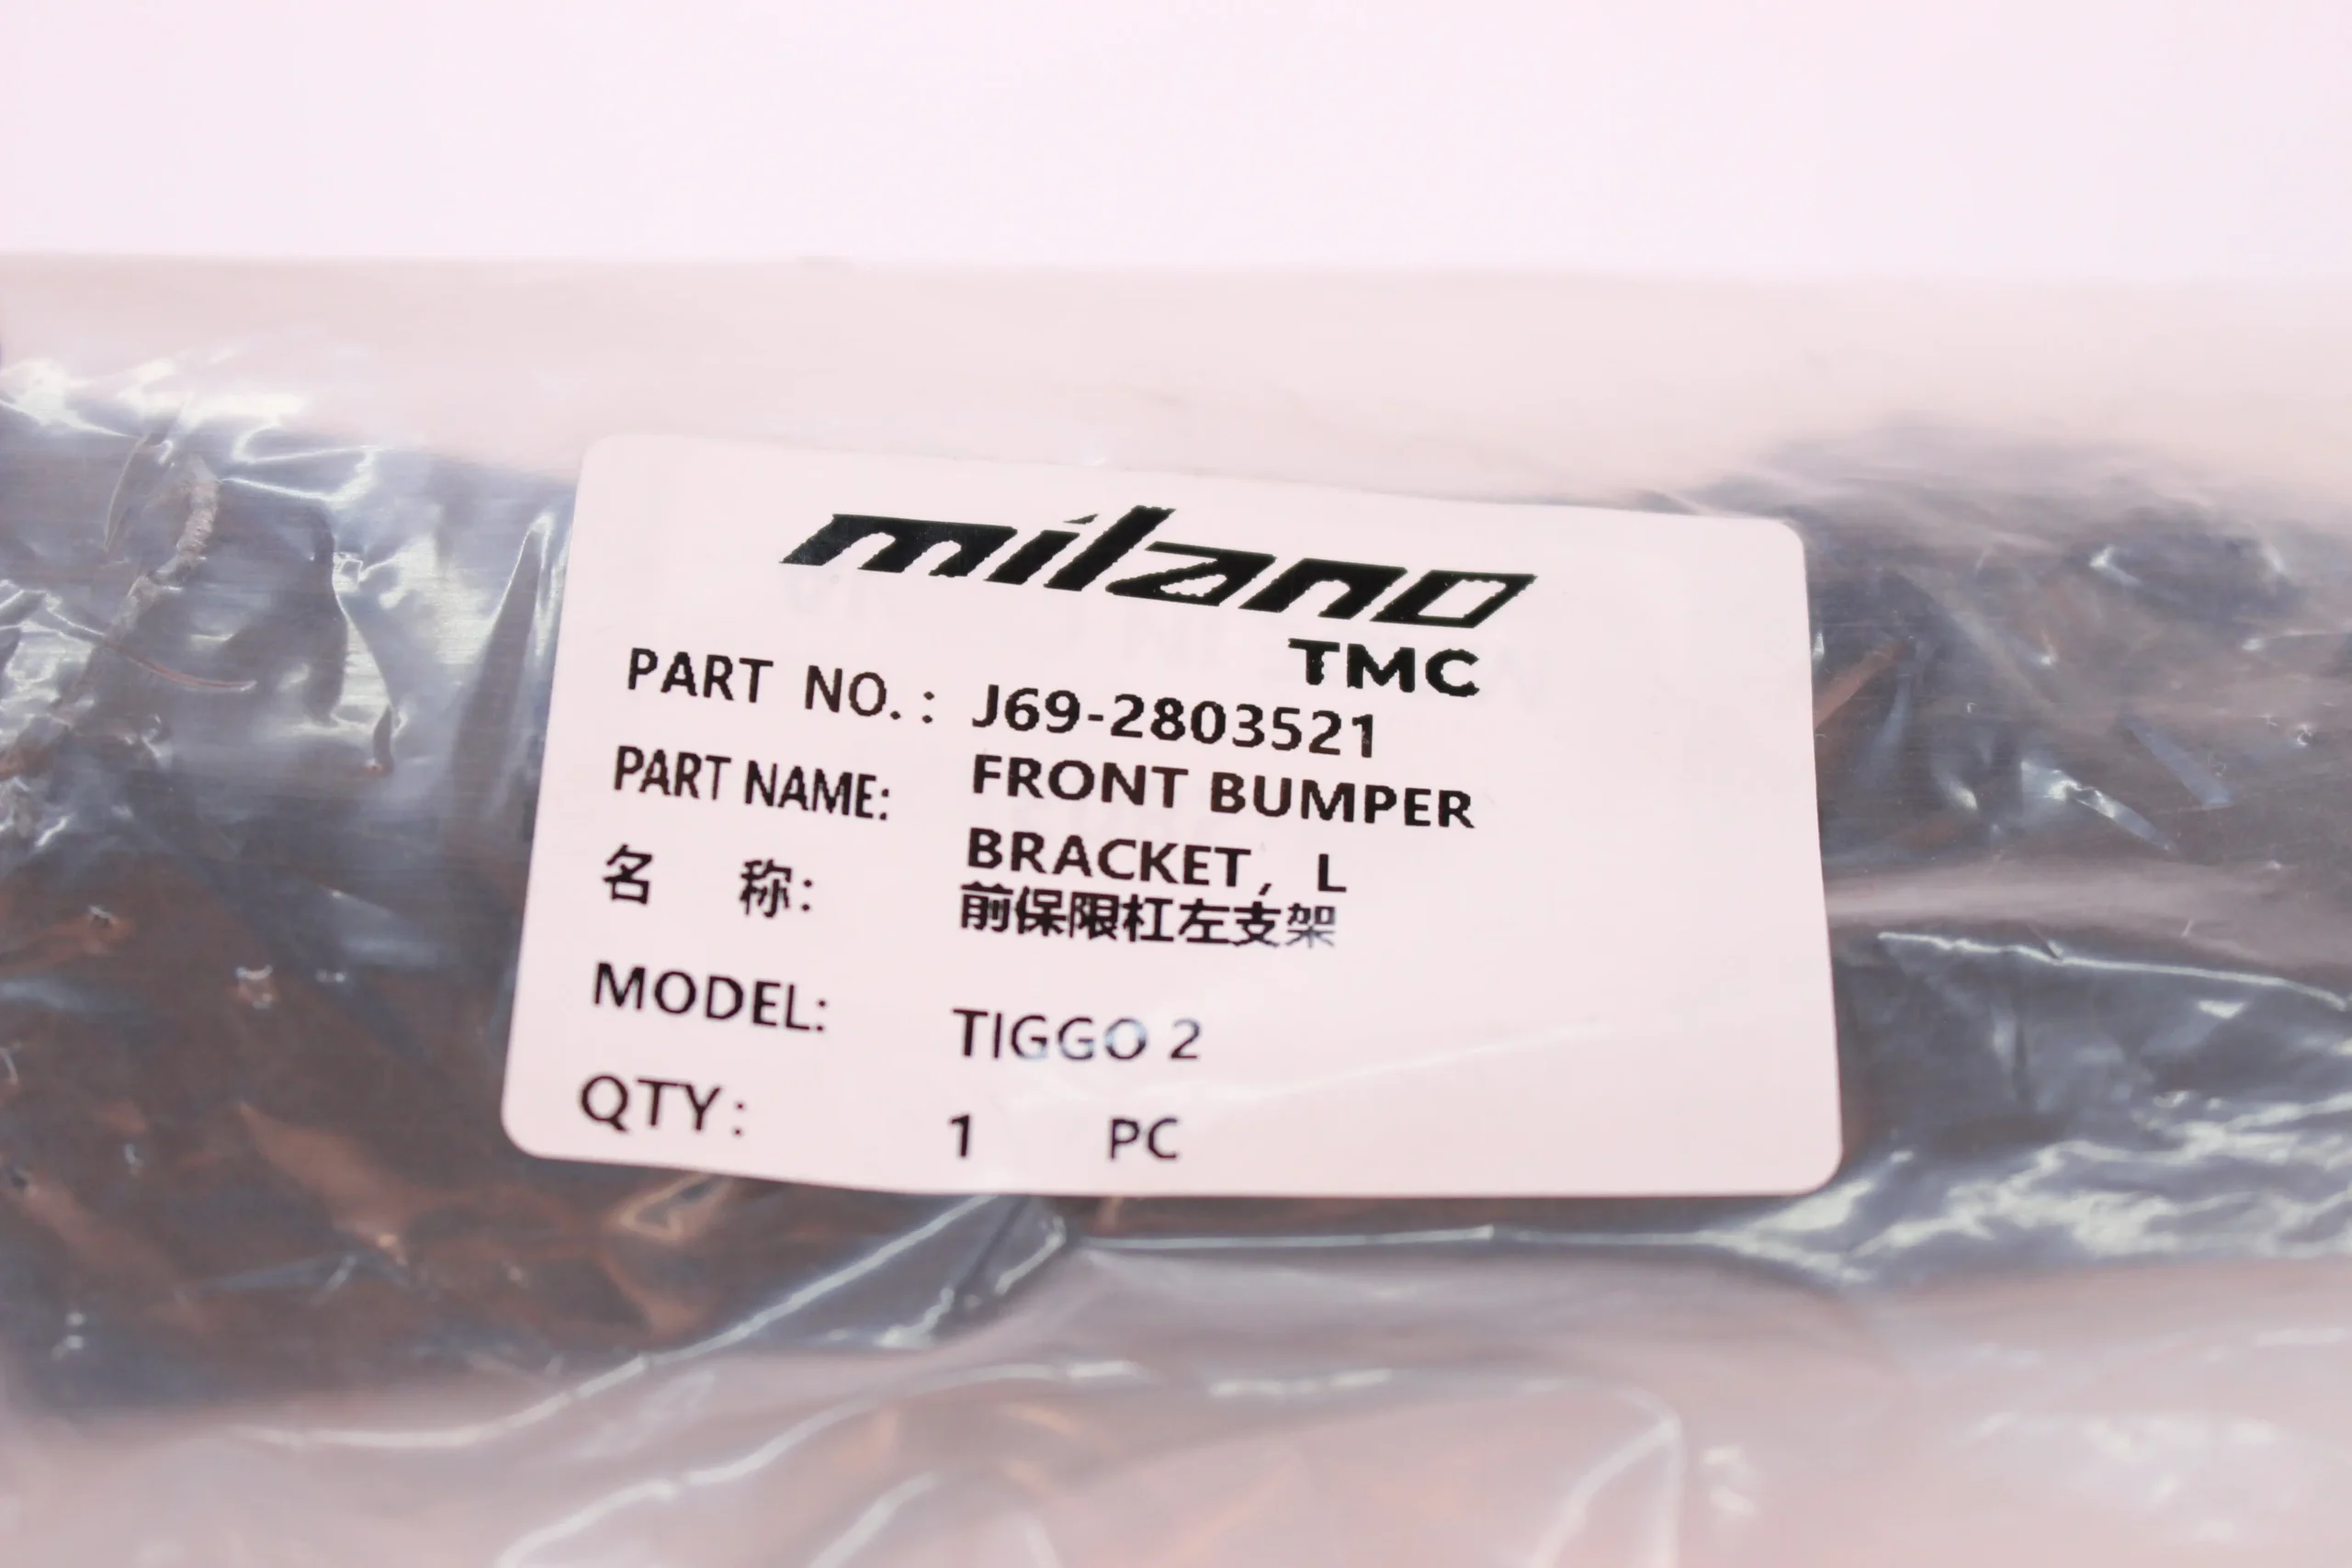 milano
TMC
PART NO.: J69-2803521
PART NAME: FRONT BUMPER
BRACKET, L
名 称: 前保限杠左支架
MODEL: TIGGO 2
QTY: 1 PC